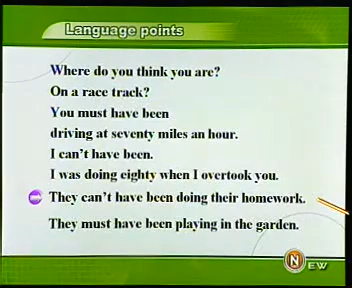 Language points
Where do you think you are?
On a race track?
You must have been
driving at seventy miles an hour.
I can't have been.
I was doing eighty when I overtook you.
They can't have been doing their homework.
They must have been playing in the garden.
NEW